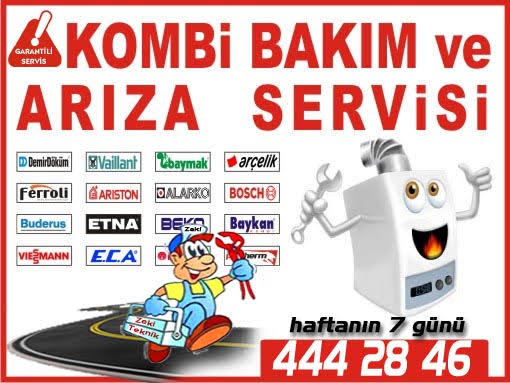 GARANTİLİ
SERVİS
KOMBİ BAKIM ve
ARIZA SERVİSİ
DemirDöküm Vaillant baymak arçelik
Ferroli ARISTON ALARKO BOSCH
Buderus ETNA BEKO Baykan
VIESMANN E.C.A
Zeki
Zeki
Teknik
haftanın 7 günü
444 28 46